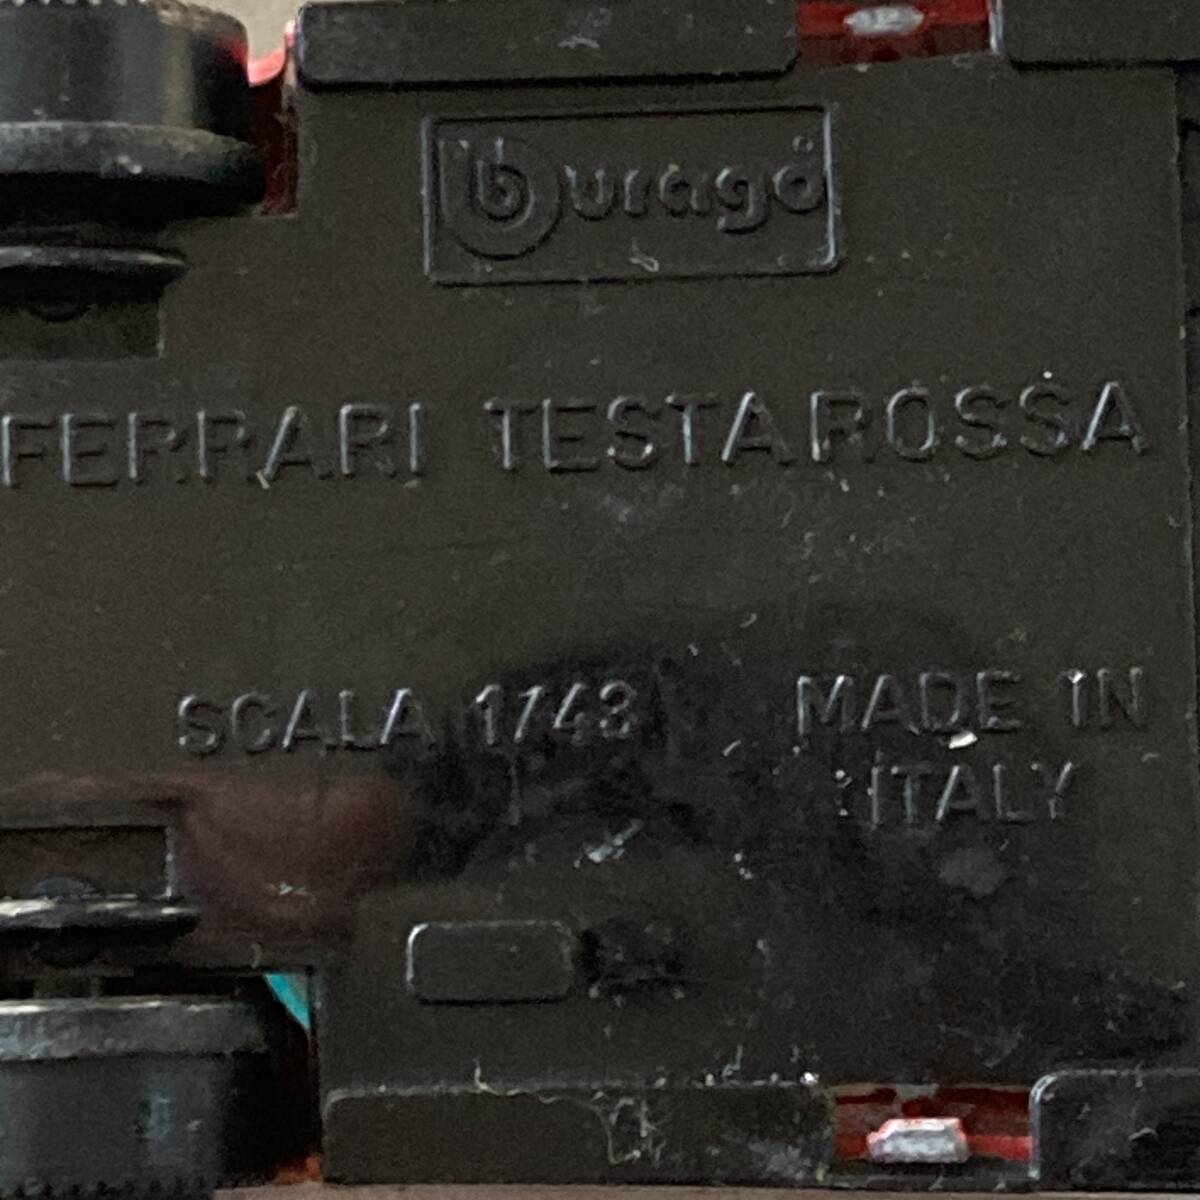 burago
FERRARI TESTAROSSA
SCALA 1/43 MADE IN
ITALY